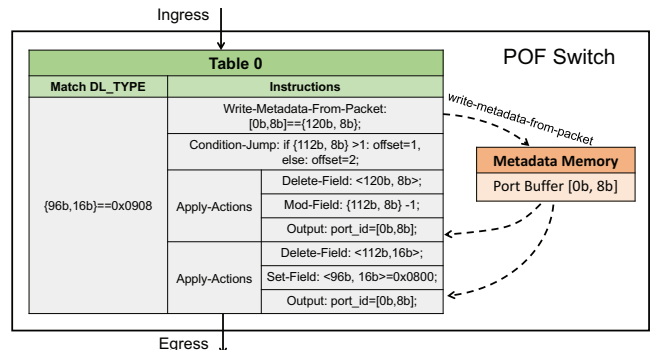 Ingress
POF Switch
Table 0
Match DL_TYPE
Instructions
{96b,16b}==0x0908
Write-Metadata-From-Packet:
[0b,8b]=={120b, 8b};
Condition-Jump: if {112b, 8b} >1: offset=1,
else: offset=2;
Apply-Actions
Delete-Field: <120b, 8b>;
Mod-Field: {112b, 8b} -1;
Output: port_id=[0b,8b];
Apply-Actions
Delete-Field: <112b,16b>;
Set-Field: <96b, 16b>=0x0800;
Output: port_id=[0b,8b];
write-metadata-from-packet
Metadata Memory
Port Buffer [0b, 8b]
Egress